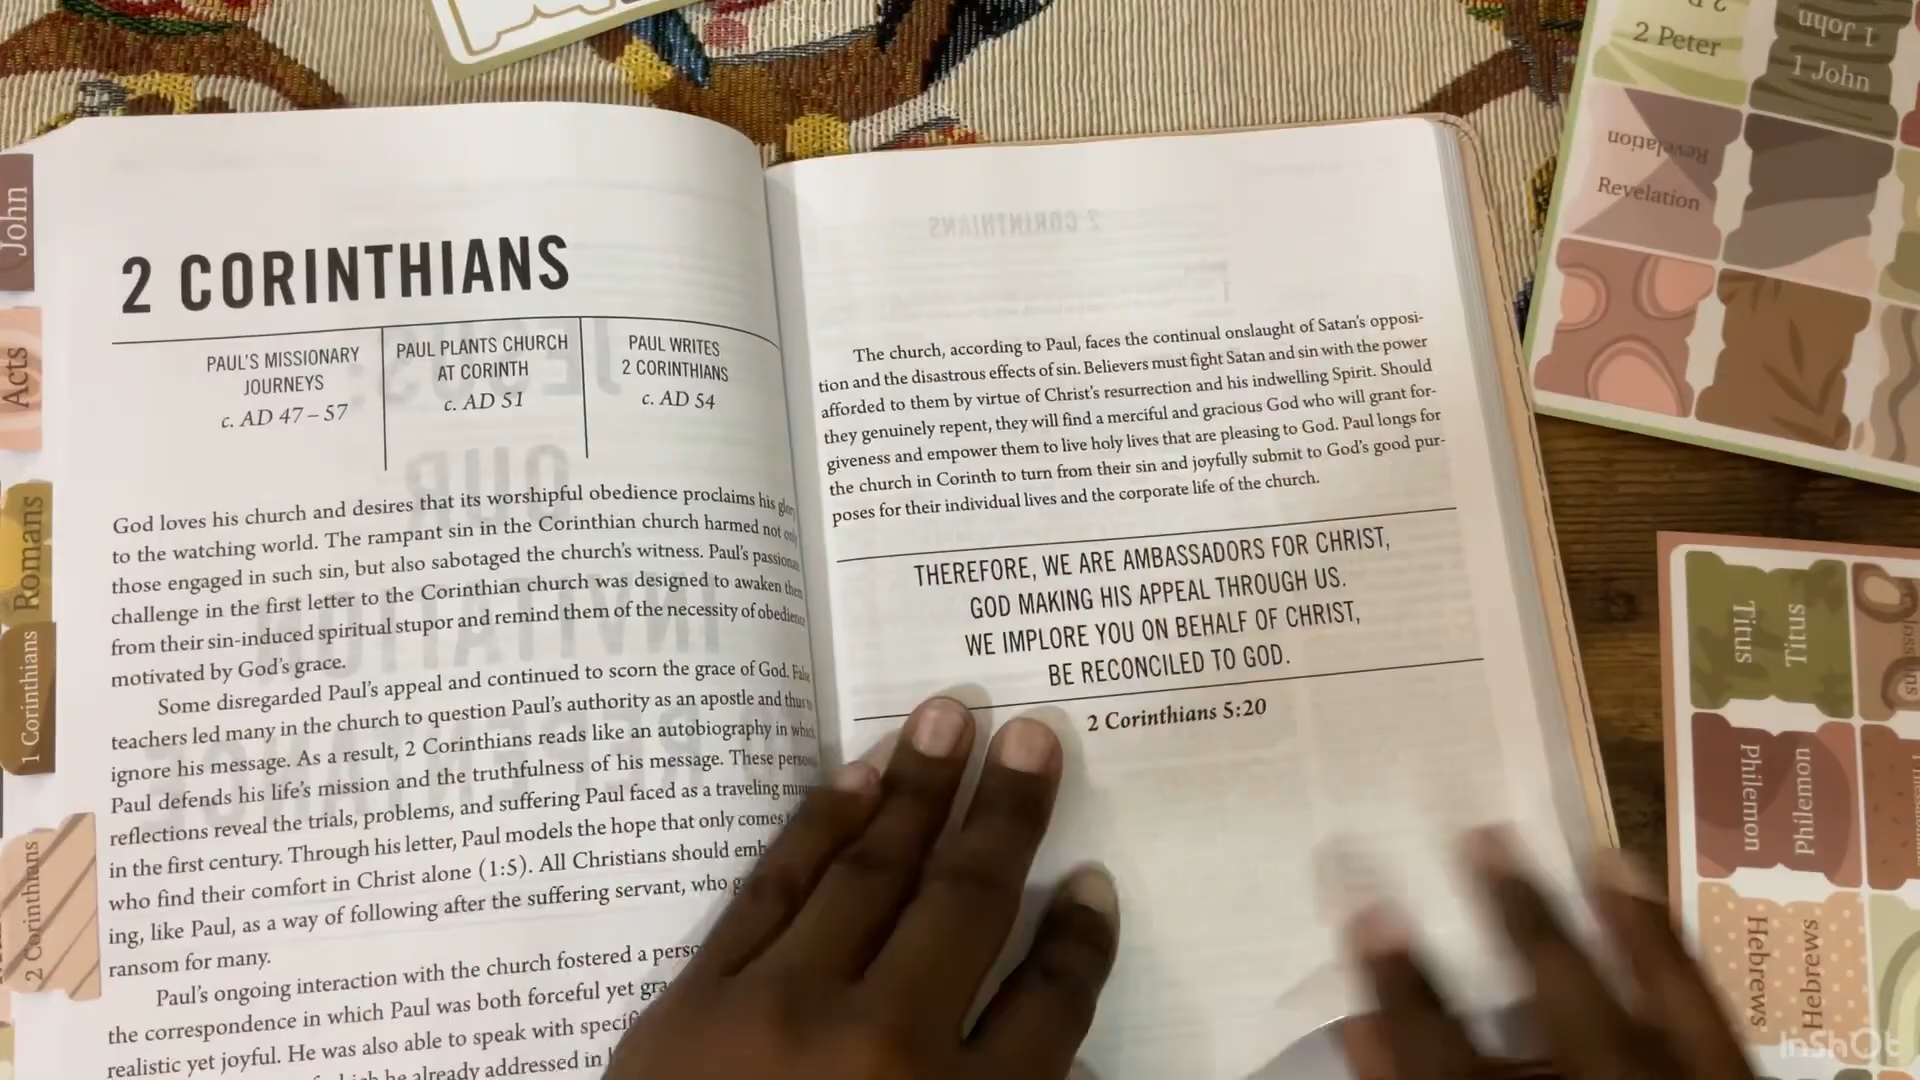 John
Acts
Romans
1 Corinthians
2 Corinthians
2 CORINTHIANS
PAUL'S MISSIONARY
JOURNEYS
c. AD 47–57
PAUL PLANTS CHURCH
AT CORINTH
c. AD 51
PAUL WRITES
2 CORINTHIANS
c. AD 54
God loves his church and desires that its worshipful obedience proclaims his glory
to the watching world. The rampant sin in the Corinthian church harmed not only
those engaged in such sin, but also sabotaged the church's witness. Paul's
challenge in the first letter to the Corinthian church was designed to awaken them
from their sin-induced spiritual stupor and remind them of the necessity of
motivated by God's grace.
Some disregarded Paul's appeal and continued to scorn the grace of God.
teachers led many in the church to question Paul's authority as an apostle and
ignore his message. As a result, 2 Corinthians reads like an autobiography in
Paul defends his life's mission and the truthfulness of his message. These
reflections reveal the trials, problems, and suffering Paul faced as a traveling
in the first century. Through his letter, Paul models the hope that only comes
who find their comfort in Christ alone (1:5). All Christians should
ing, like Paul, as a way of following after the suffering servant, who
ransom for many.
Paul's ongoing interaction with the church fostered a
the correspondence in which Paul was both forceful yet
realistic yet joyful. He was also able to speak with
he already addressed in
2 CORINTHIANS
The church, according to Paul, faces the continual onslaught of Satan's opposi-
tion and the disastrous effects of sin. Believers must fight Satan and sin with the power
afforded to them by virtue of Christ's resurrection and his indwelling Spirit. Should
they genuinely repent, they will find a merciful and gracious God who will grant for-
giveness and empower them to live holy lives that are pleasing to God. Paul longs for
the church in Corinth to turn from their sin and joyfully submit to God's good pur-
poses for their individual lives and the corporate life of the church.
THEREFORE, WE ARE AMBASSADORS FOR CHRIST,
GOD MAKING HIS APPEAL THROUGH US.
WE IMPLORE YOU ON BEHALF OF CHRIST,
BE RECONCILED TO GOD.
2 Corinthians 5:20
2 Peter
1 John
1 John
Revelation
Revelation
Titus
Titus
Philemon
Philemon
Hebrews
Hebrews
InShOt